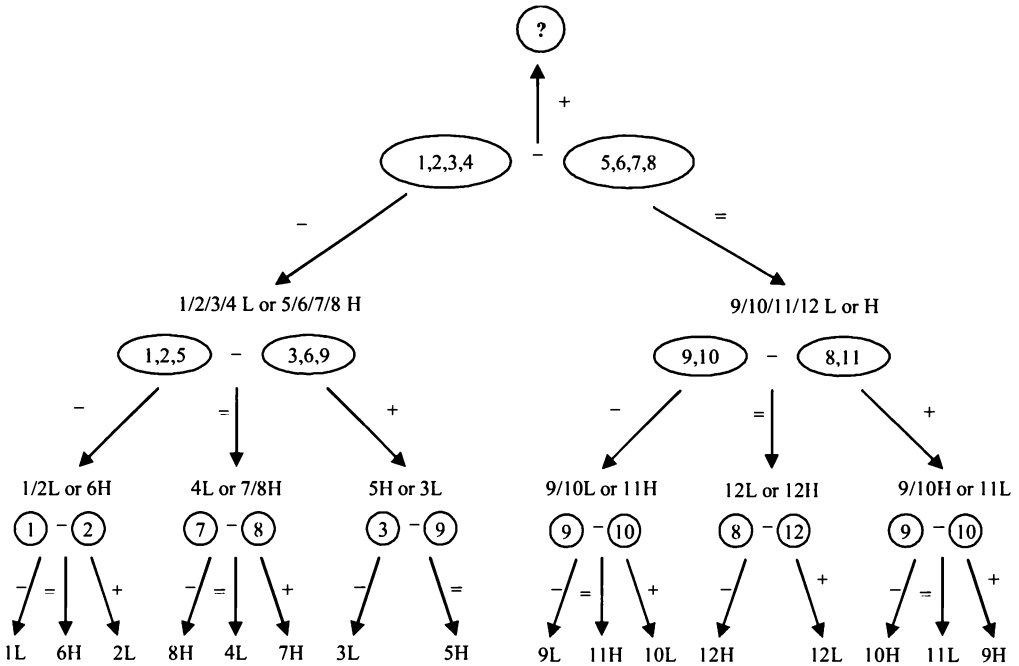 ?
+
1,2,3,4 – 5,6,7,8
– =
1/2/3/4 L or 5/6/7/8 H 9/10/11/12 L or H
1,2,5 – 3,6,9 9,10 – 8,11
– = + – = +
1/2L or 6H 4L or 7/8H 5H or 3L 9/10L or 11H 12L or 12H 9/10H or 11L
1 – 2 7 – 8 3 – 9 9 – 10 8 – 12 9 – 10
– = + – = + – = – = + – + – = +
1L 6H 2L 8H 4L 7H 3L 5H 9L 11H 10L 12H 12L 10H 11L 9H